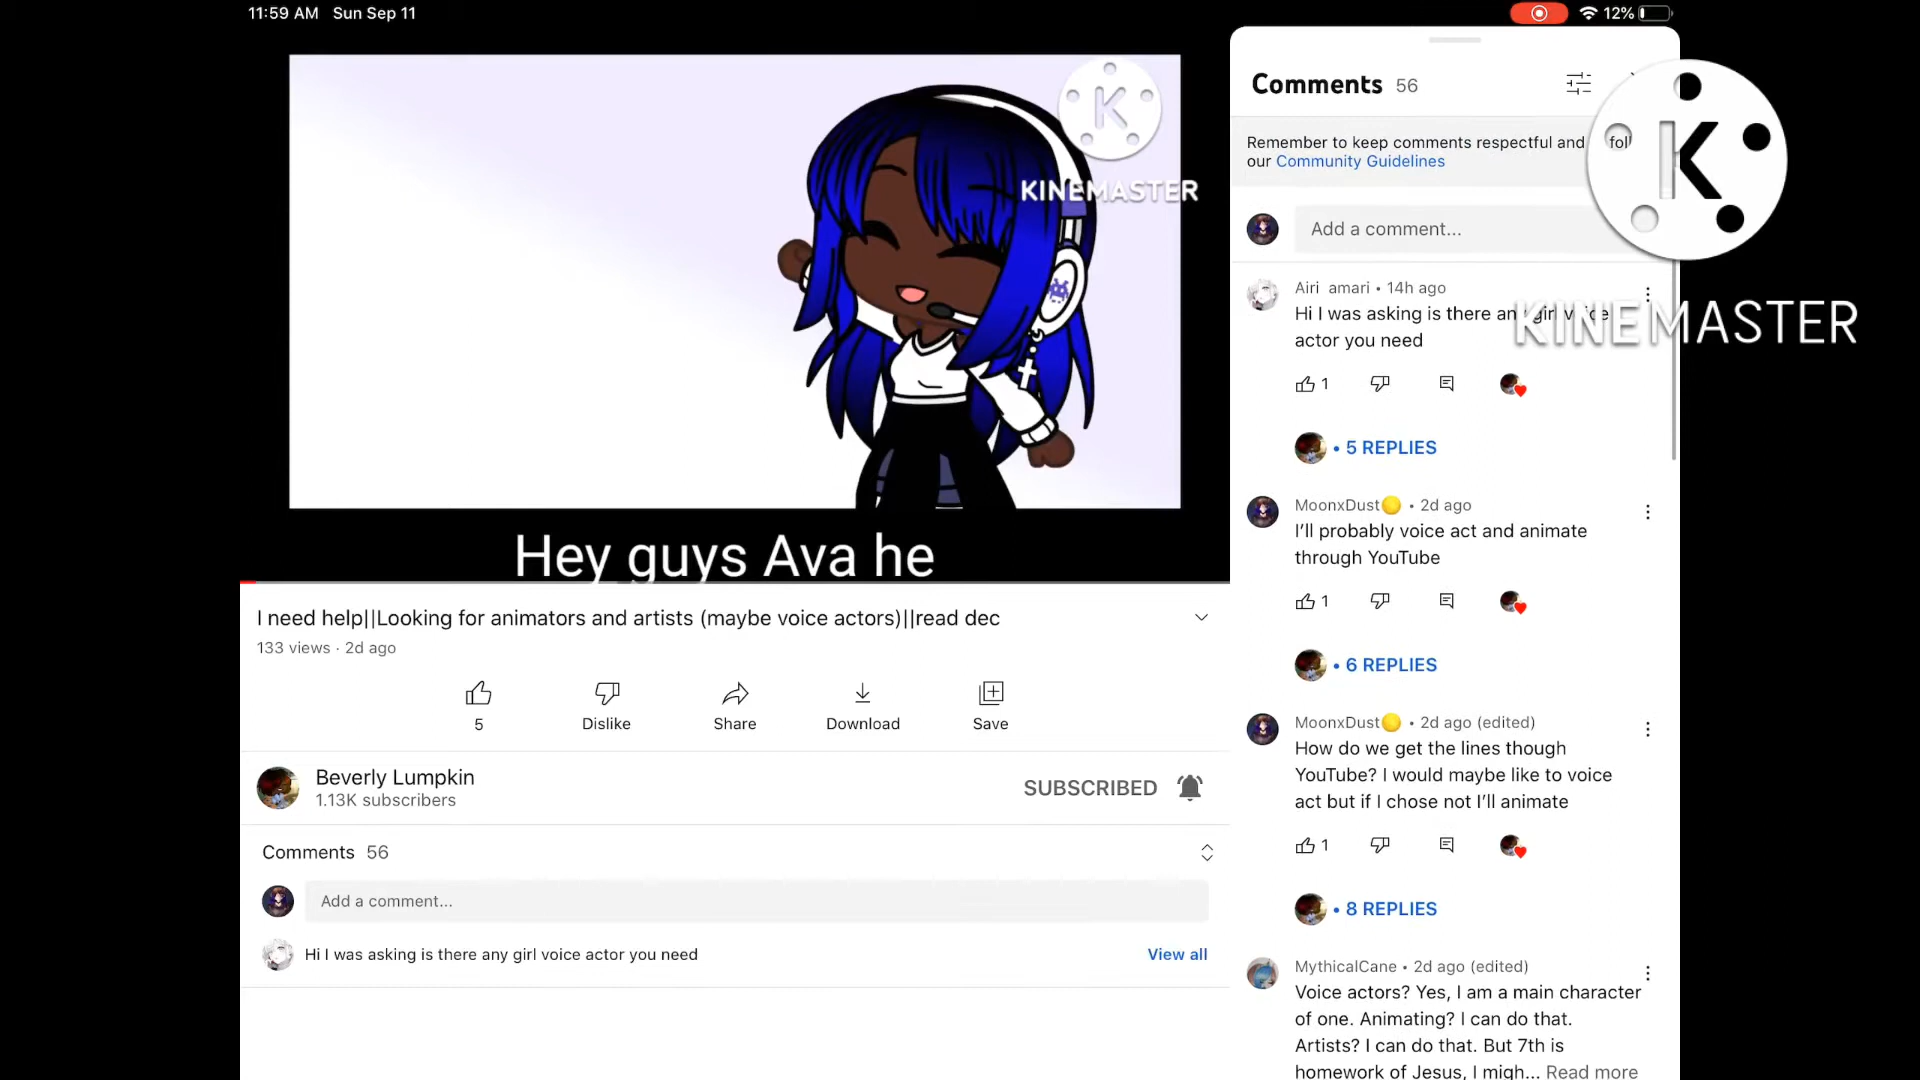 11:59 AM Sun Sep 11
12%
KINEMASTER
Hey guys Ava he
I need help||Looking for animators and artists (maybe voice actors)||read dec
133 views · 2d ago
5
Dislike
Share
Download
Save
Beverly Lumpkin
1.13K subscribers
SUBSCRIBED
Comments 56
Add a comment...
Hi I was asking is there any girl voice actor you need
View all
Comments 56
Remember to keep comments respectful and foll
our Community Guidelines
Add a comment...
K
KINEMASTER
Airi amari • 14h ago
Hi I was asking is there any girl voice
actor you need
1
• 5 REPLIES
MoonxDust • 2d ago
I’ll probably voice act and animate
through YouTube
1
• 6 REPLIES
MoonxDust • 2d ago (edited)
How do we get the lines though
YouTube? I would maybe like to voice
act but if I chose not I’ll animate
1
• 8 REPLIES
MythicalCane • 2d ago (edited)
Voice actors? Yes, I am a main character
of one. Animating? I can do that.
Artists? I can do that. But 7th is
homework of Jesus, I migh... Read more